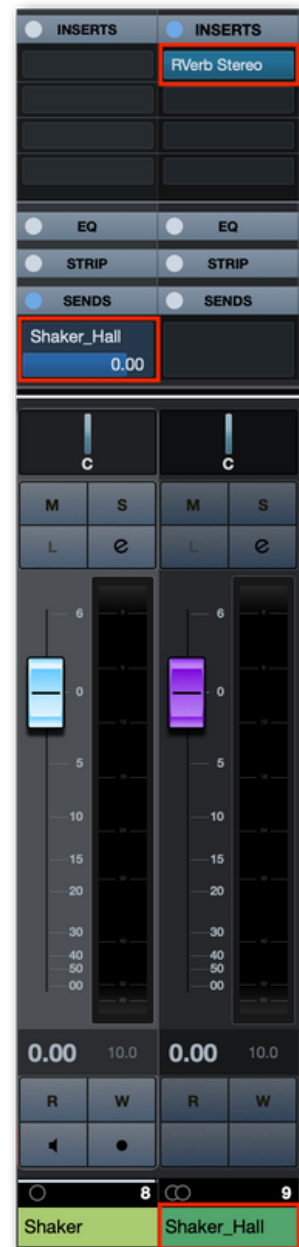 INSERTS INSERTS
RVerb Stereo
EQ EQ
STRIP STRIP
SENDS SENDS
Shaker_Hall
0.00
C C
M S M S
L e L e
6 6
0 0
5 5
10 10
15 15
20 20
30 30
40 40
50 50
00 00
0.00 10.0 0.00 10.0
R W R W
8 9
Shaker Shaker_Hall